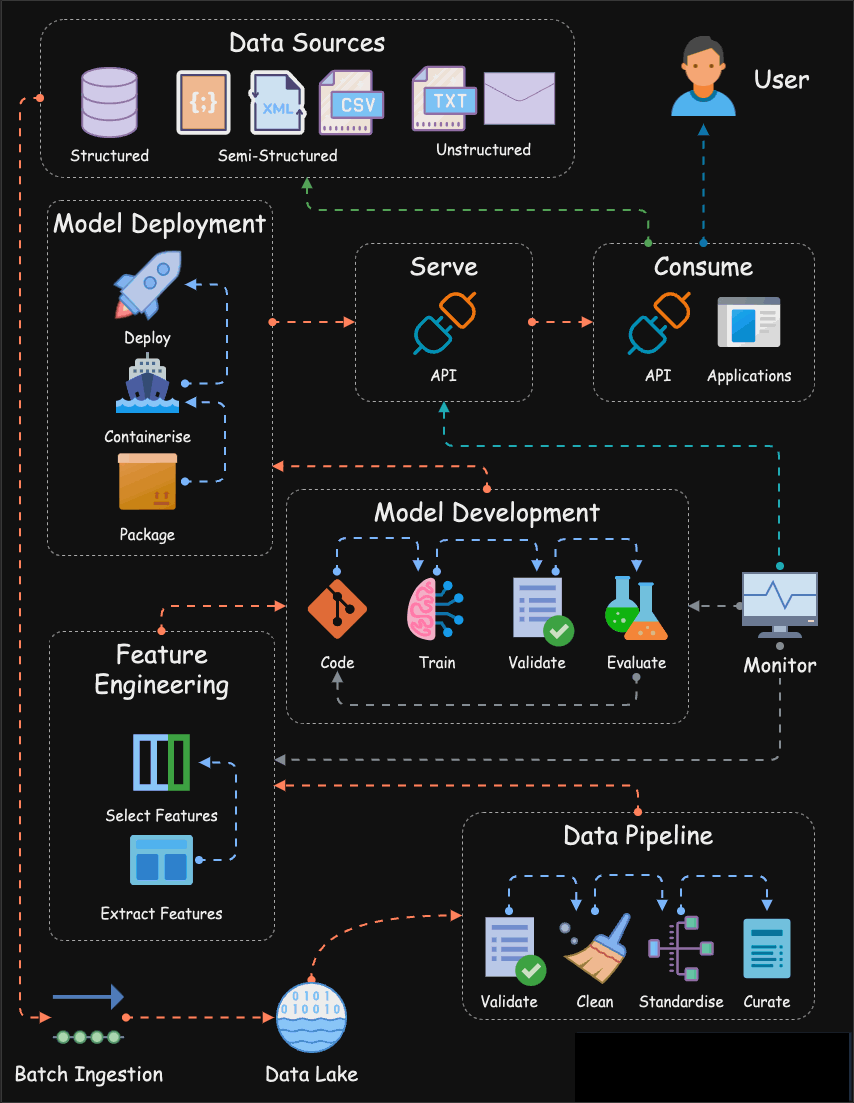 Data Sources
{;}
XML
CSV
TXT
Structured
Semi-Structured
Unstructured
User
Model Deployment
Deploy
Containerise
Package
Serve
API
Consume
API
Applications
Model Development
Code
Train
Validate
Evaluate
Monitor
Feature
Engineering
Select Features
Extract Features
Data Pipeline
Validate
Clean
Standardise
Curate
Batch Ingestion
0101
010010
Data Lake